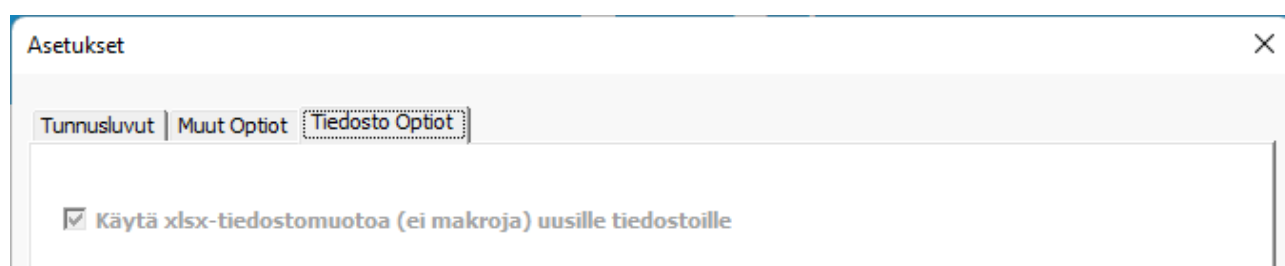 Asetukset
Tunnusluvut Muut Optiot Tiedosto Optiot
Käytä xlsx-tiedostomuotoa (ei makroja) uusille tiedostoille